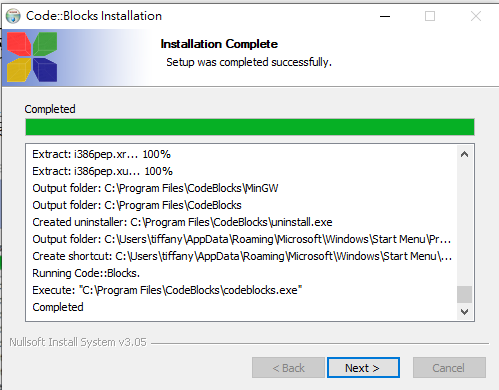 Code::Blocks Installation
Installation Complete
Setup was completed successfully.
Completed
Extract: i386pep.xr... 100%
Extract: i386pep.xu... 100%
Output folder: C:\Program Files\CodeBlocks\MinGW
Output folder: C:\Program Files\CodeBlocks
Created uninstaller: C:\Program Files\CodeBlocks\uninstall.exe
Output folder: C:\Users\tiffany\AppData\Roaming\Microsoft\Windows\Start Menu\Pr...
Create shortcut: C:\Users\tiffany\AppData\Roaming\Microsoft\Windows\Start Menu\...
Running Code::Blocks.
Execute: "C:\Program Files\CodeBlocks\codeblocks.exe"
Completed
Nullsoft Install System v3.05
< Back Next > Cancel